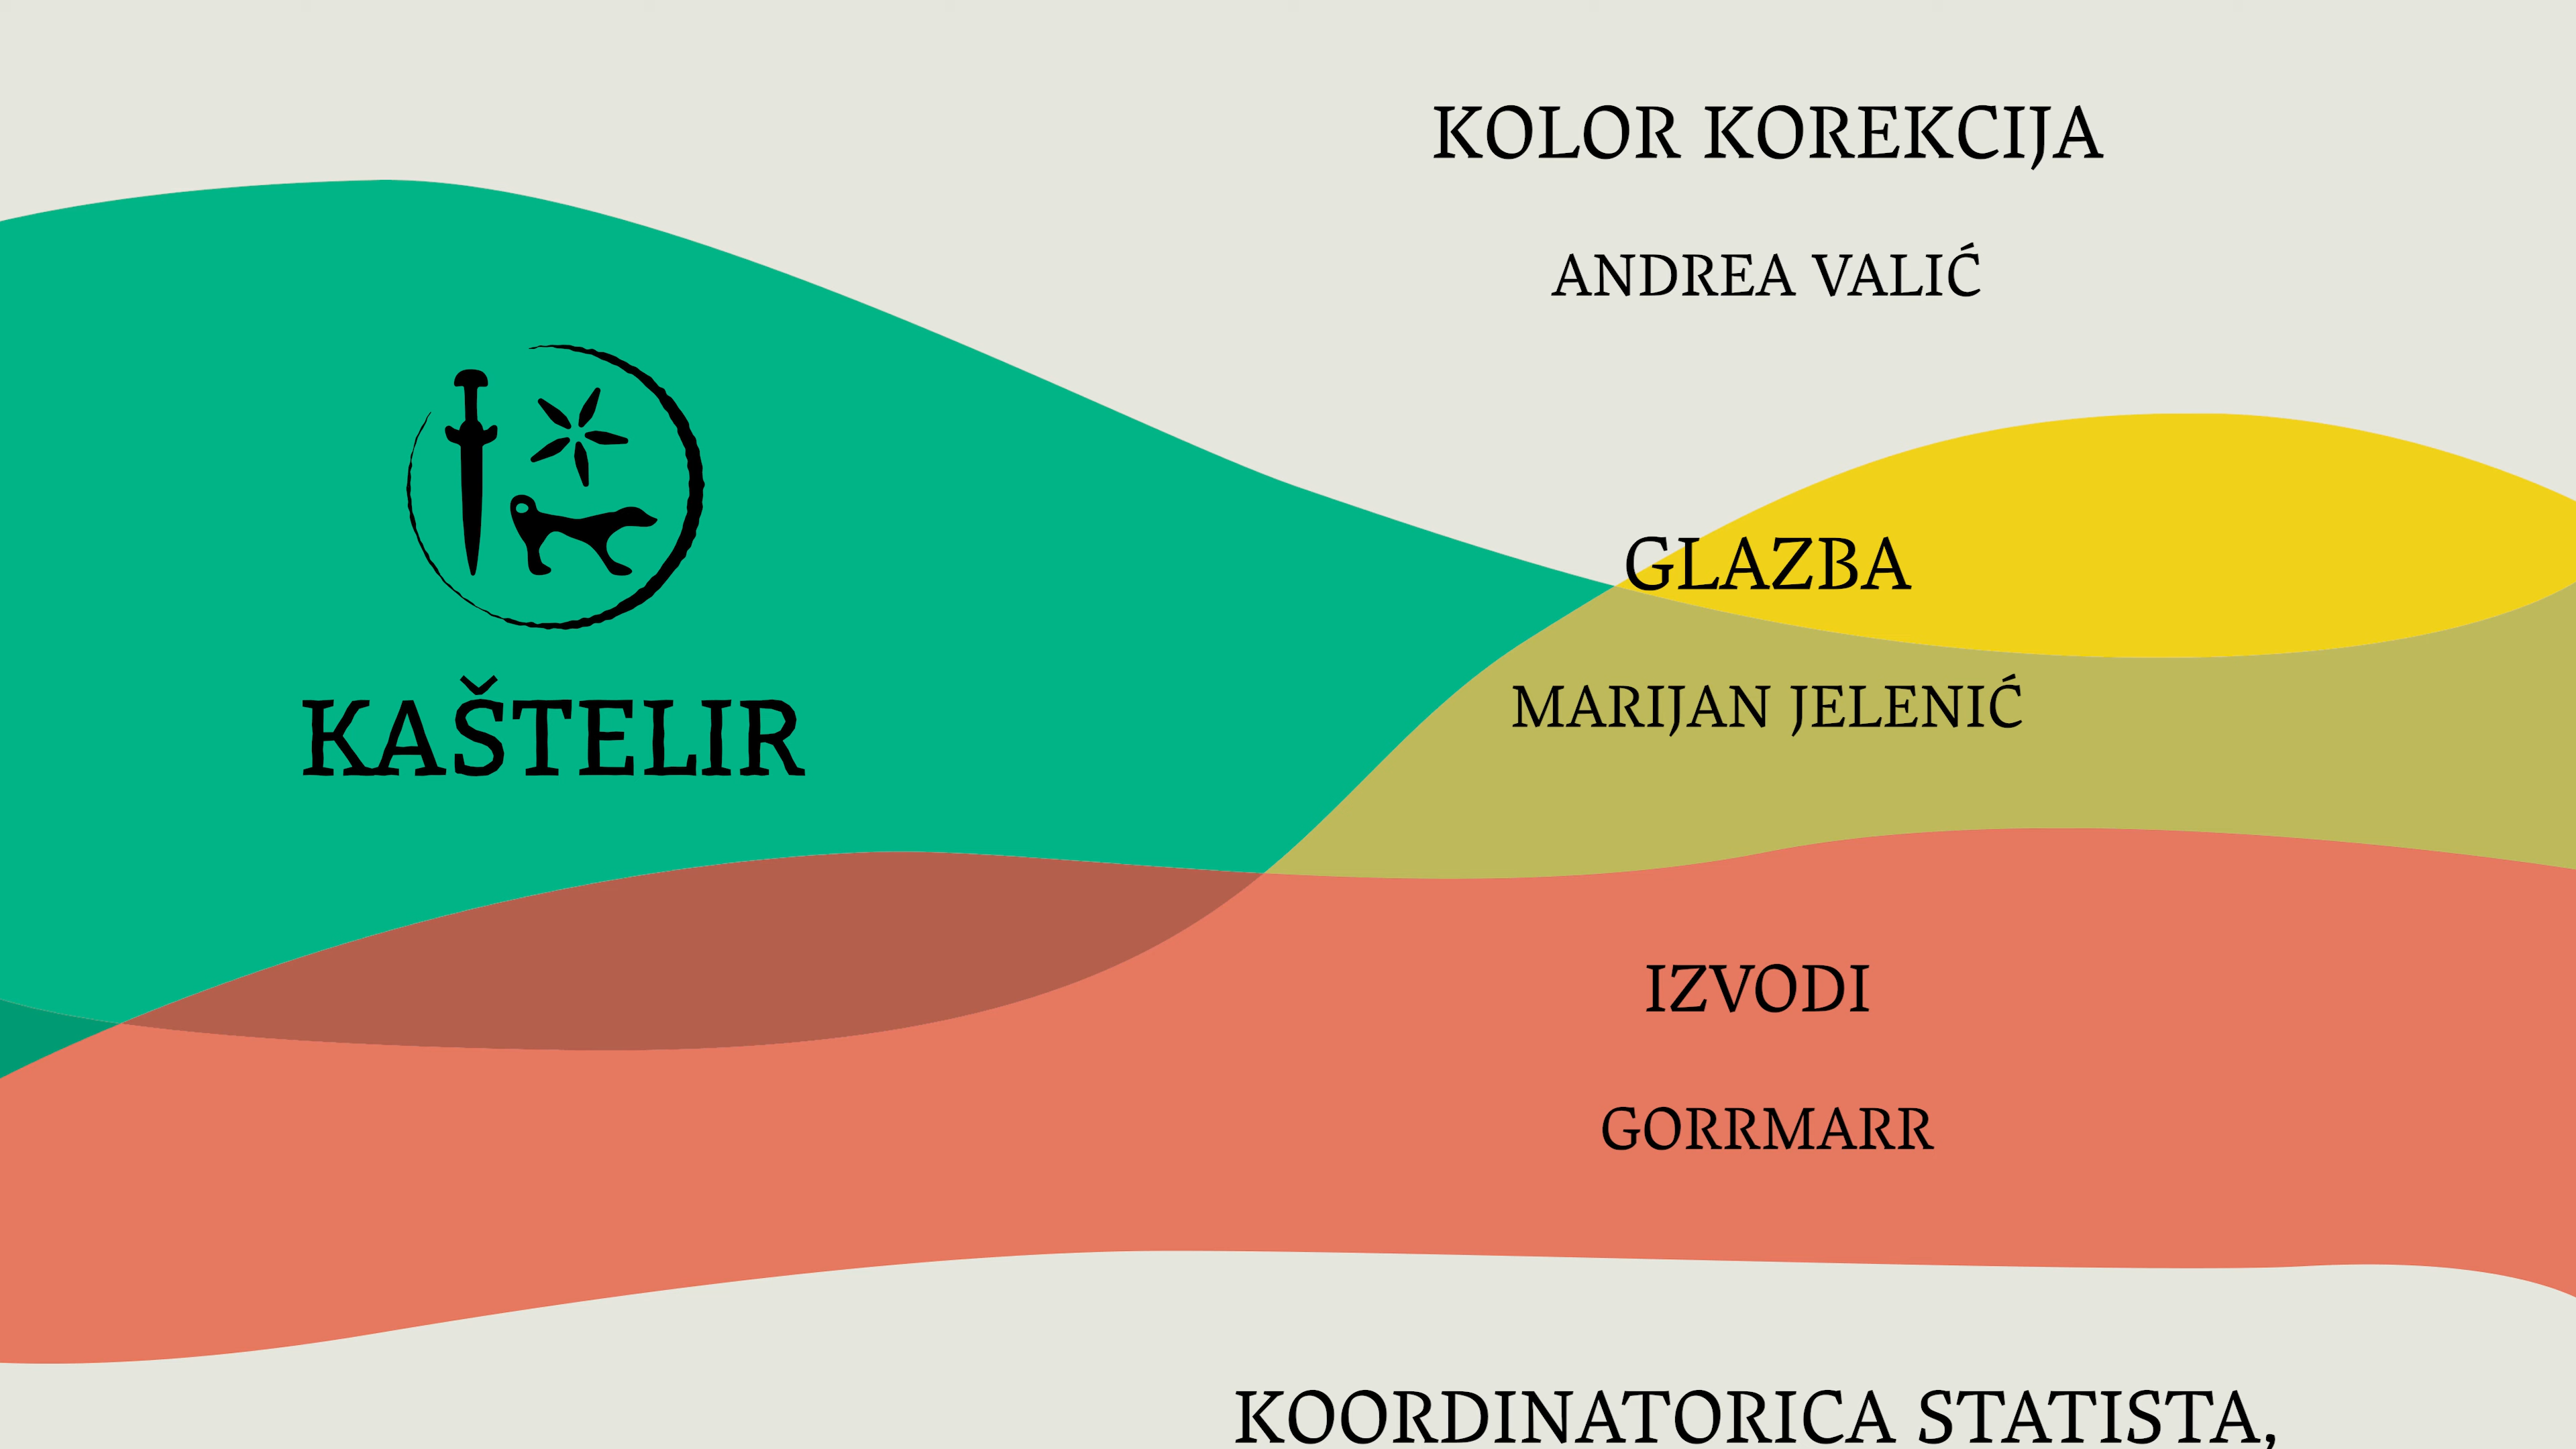 KAŠTELIR
KOLOR KOREKCIJA
ANDREA VALIĆ
GLAZBA
MARIJAN JELENIĆ
IZVODI
GORRMARR
KOORDINATORICA STATISTA,